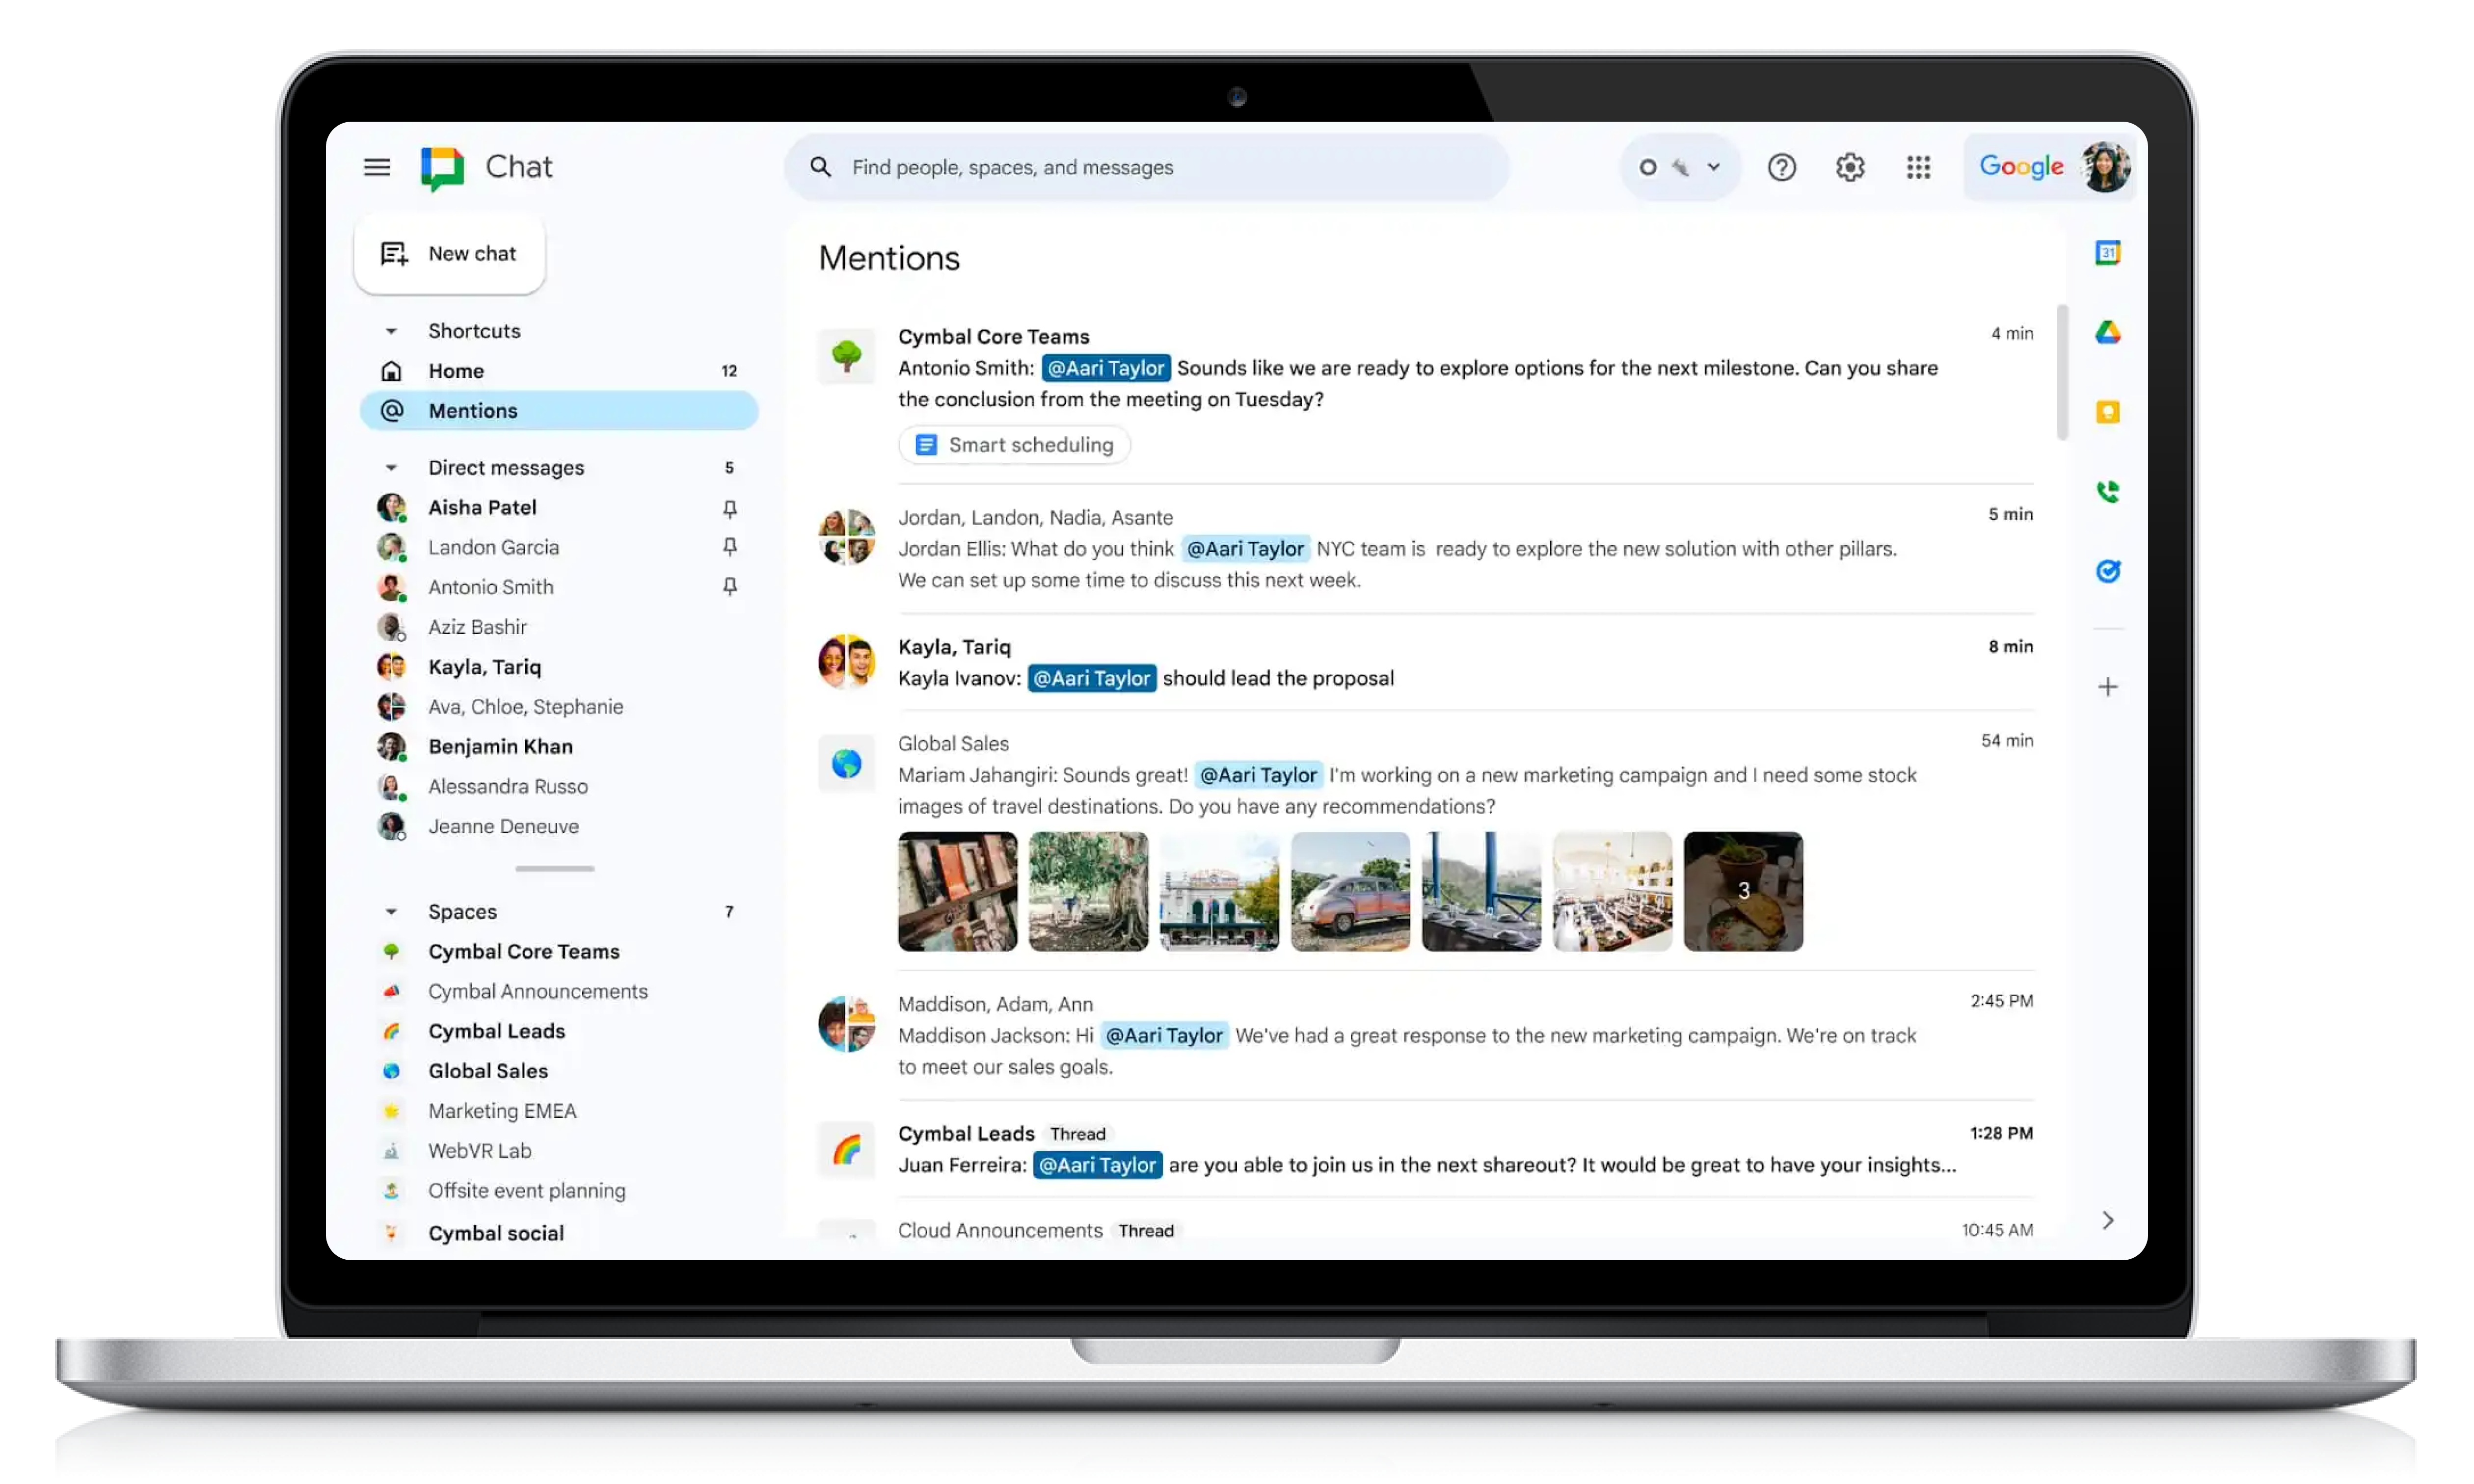 Chat
Find people, spaces, and messages
Google
New chat
Shortcuts
Home 12
Mentions
Direct messages 5
Aisha Patel
Landon Garcia
Antonio Smith
Aziz Bashir
Kayla, Tariq
Ava, Chloe, Stephanie
Benjamin Khan
Alessandra Russo
Jeanne Deneuve
Spaces 7
Cymbal Core Teams
Cymbal Announcements
Cymbal Leads
Global Sales
Marketing EMEA
WebVR Lab
Offsite event planning
Cymbal social
Mentions
Cymbal Core Teams 4 min
Antonio Smith: @Aari Taylor Sounds like we are ready to explore options for the next milestone. Can you share
the conclusion from the meeting on Tuesday?
Smart scheduling
Jordan, Landon, Nadia, Asante 5 min
Jordan Ellis: What do you think @Aari Taylor NYC team is ready to explore the new solution with other pillars.
We can set up some time to discuss this next week.
Kayla, Tariq 8 min
Kayla Ivanov: @Aari Taylor should lead the proposal
Global Sales 54 min
Mariam Jahangiri: Sounds great! @Aari Taylor I'm working on a new marketing campaign and I need some stock
images of travel destinations. Do you have any recommendations?
3
Maddison, Adam, Ann 2:45 PM
Maddison Jackson: Hi @Aari Taylor We've had a great response to the new marketing campaign. We're on track
to meet our sales goals.
Cymbal Leads Thread 1:28 PM
Juan Ferreira: @Aari Taylor are you able to join us in the next shareout? It would be great to have your insights...
Cloud Announcements Thread 10:45 AM
31